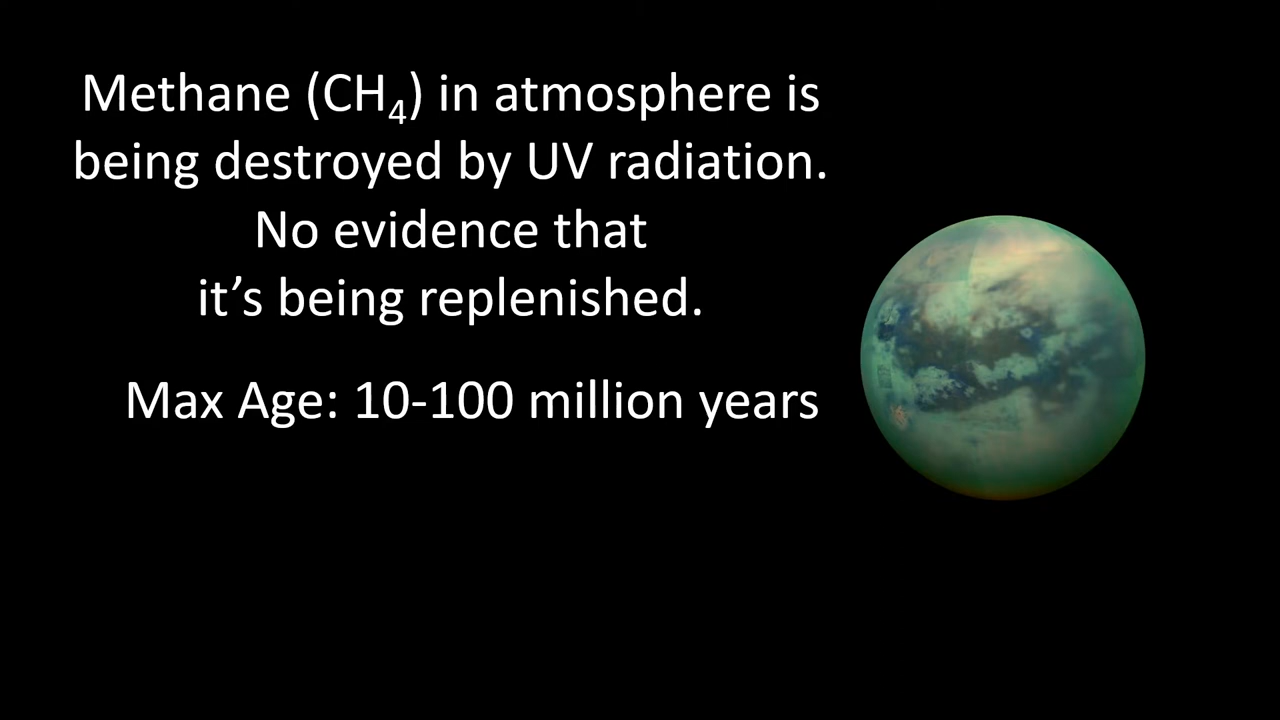 Methane (CH₄) in atmosphere is
being destroyed by UV radiation.
No evidence that
it’s being replenished.
Max Age: 10-100 million years